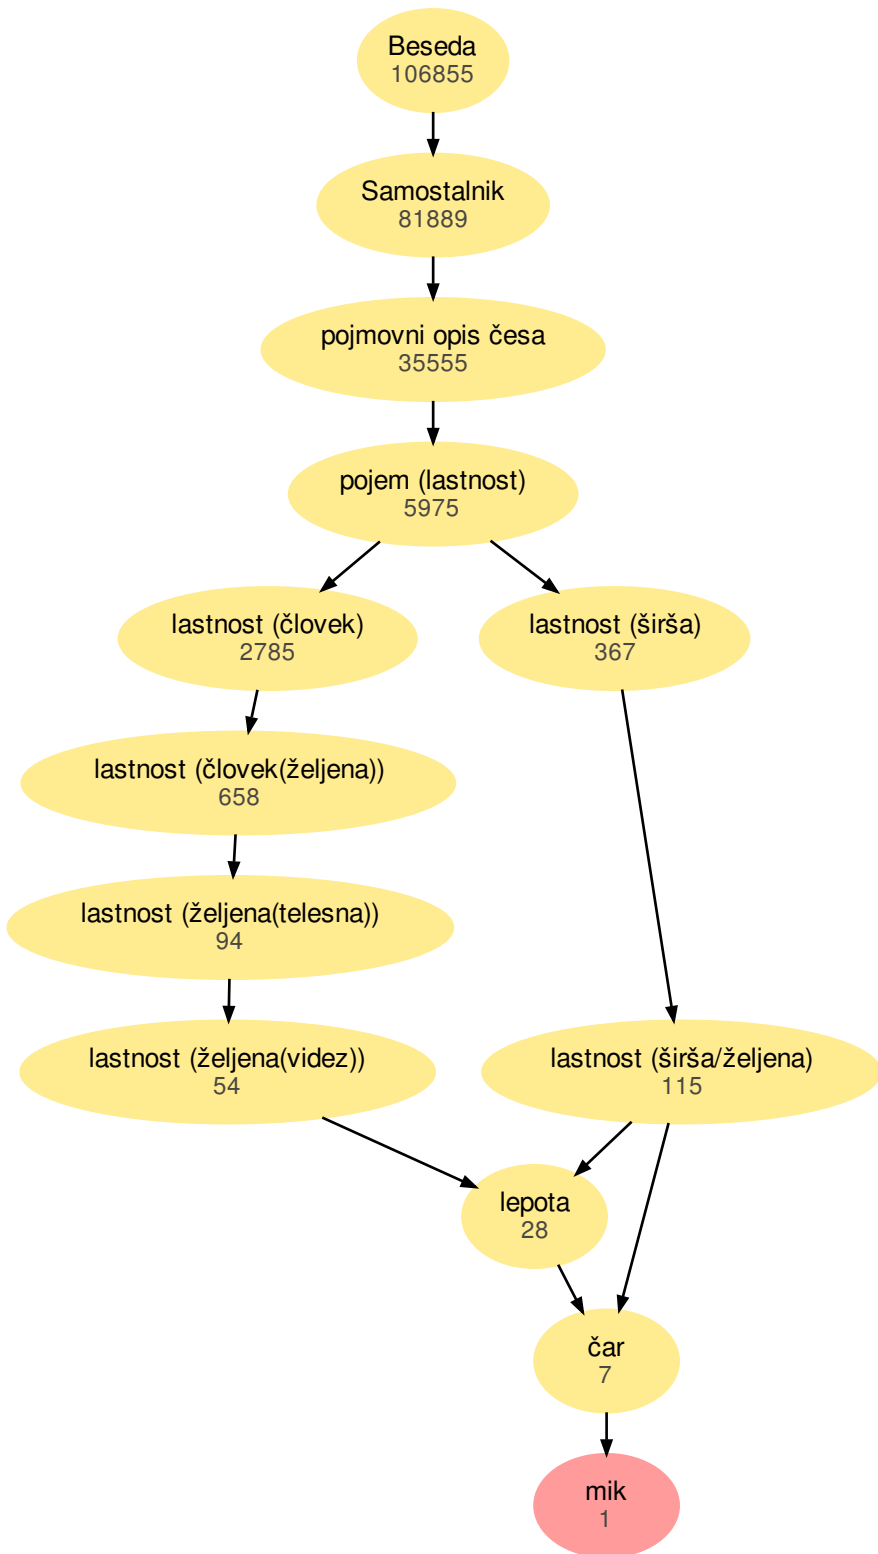 Beseda
106855
Samostalnik
81889
pojmovni opis česa
35555
pojem (lastnost)
5975
lastnost (človek)
2785
lastnost (širša)
367
lastnost (človek(željena))
658
lastnost (željena(telesna))
94
lastnost (željena(videz))
54
lastnost (širša/željena)
115
lepota
28
čar
7
mik
1